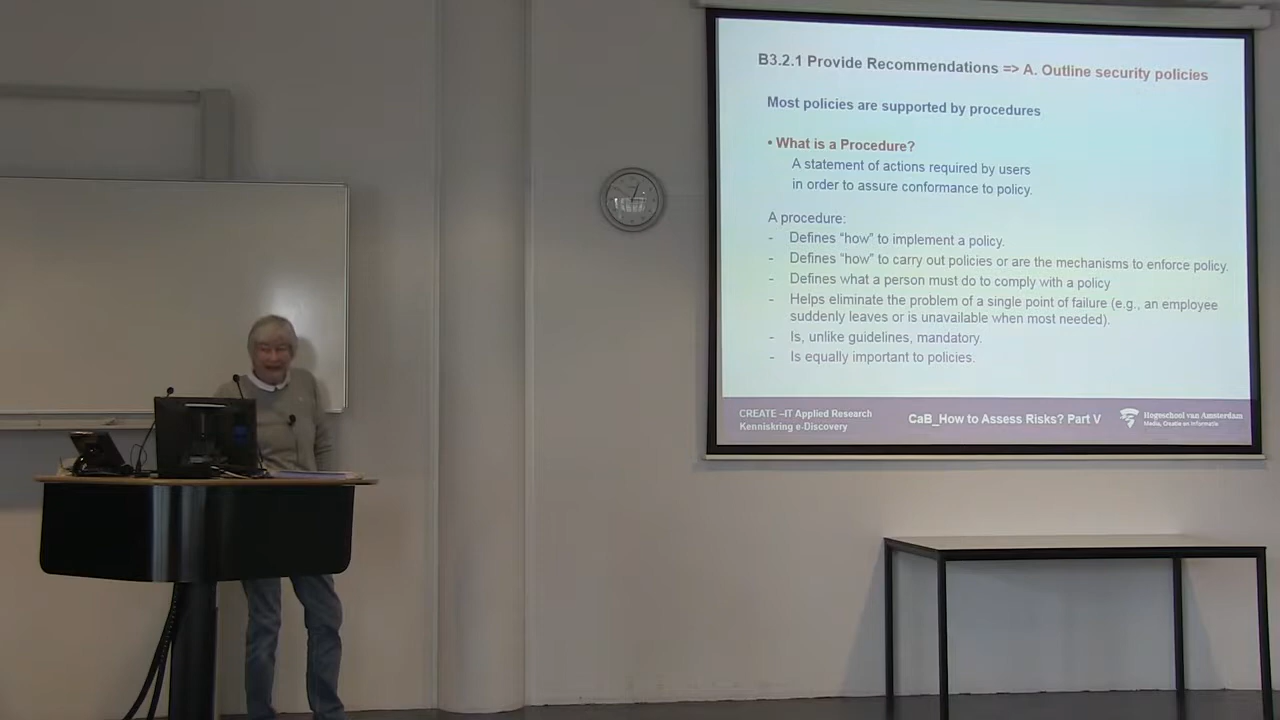 B3.2.1 Provide Recommendations => A. Outline security policies
Most policies are supported by procedures
• What is a Procedure?
A statement of actions required by users
in order to assure conformance to policy.
A procedure:
- Defines “how” to implement a policy.
- Defines “how” to carry out policies or are the mechanisms to enforce policy.
- Defines what a person must do to comply with a policy
- Helps eliminate the problem of a single point of failure (e.g., an employee
suddenly leaves or is unavailable when most needed).
- Is, unlike guidelines, mandatory.
- Is equally important to policies.
CREATE –IT Applied Research
Kenniskring e-Discovery
CaB_How to Assess Risks? Part V
Hogeschool van Amsterdam
Media, Creatie en Informatie